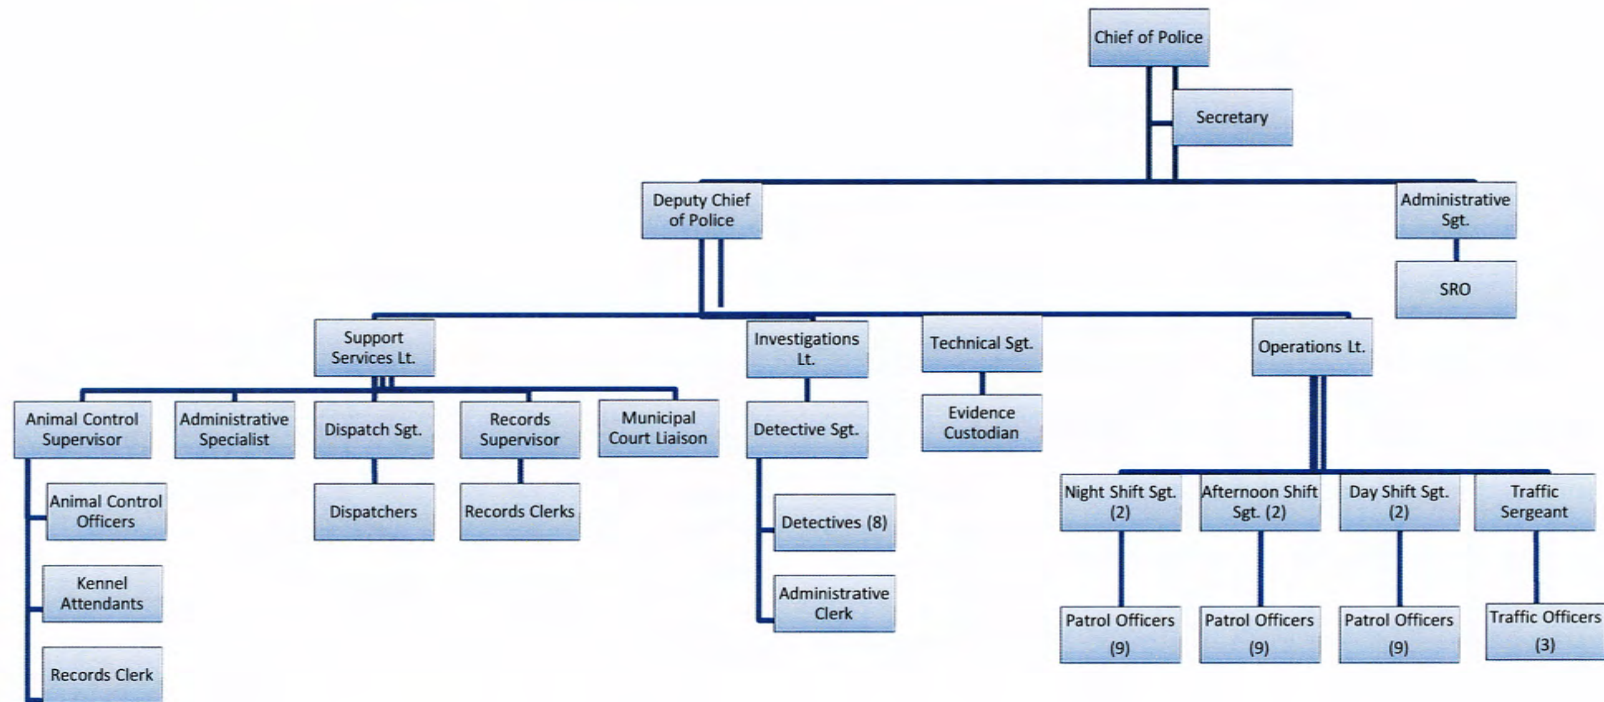 Chief of Police
Secretary
Deputy Chief
of Police
Administrative
Sgt.
SRO
Support
Services Lt.
Investigations
Lt.
Technical Sgt.
Operations Lt.
Animal Control
Supervisor
Administrative
Specialist
Dispatch Sgt.
Records
Supervisor
Municipal
Court Liaison
Detective Sgt.
Evidence
Custodian
Animal Control
Officers
Dispatchers
Records Clerks
Detectives (8)
Night Shift Sgt.
(2)
Afternoon Shift
Sgt. (2)
Day Shift Sgt.
(2)
Traffic
Sergeant
Kennel
Attendants
Administrative
Clerk
Patrol Officers
(9)
Patrol Officers
(9)
Patrol Officers
(9)
Traffic Officers
(3)
Records Clerk